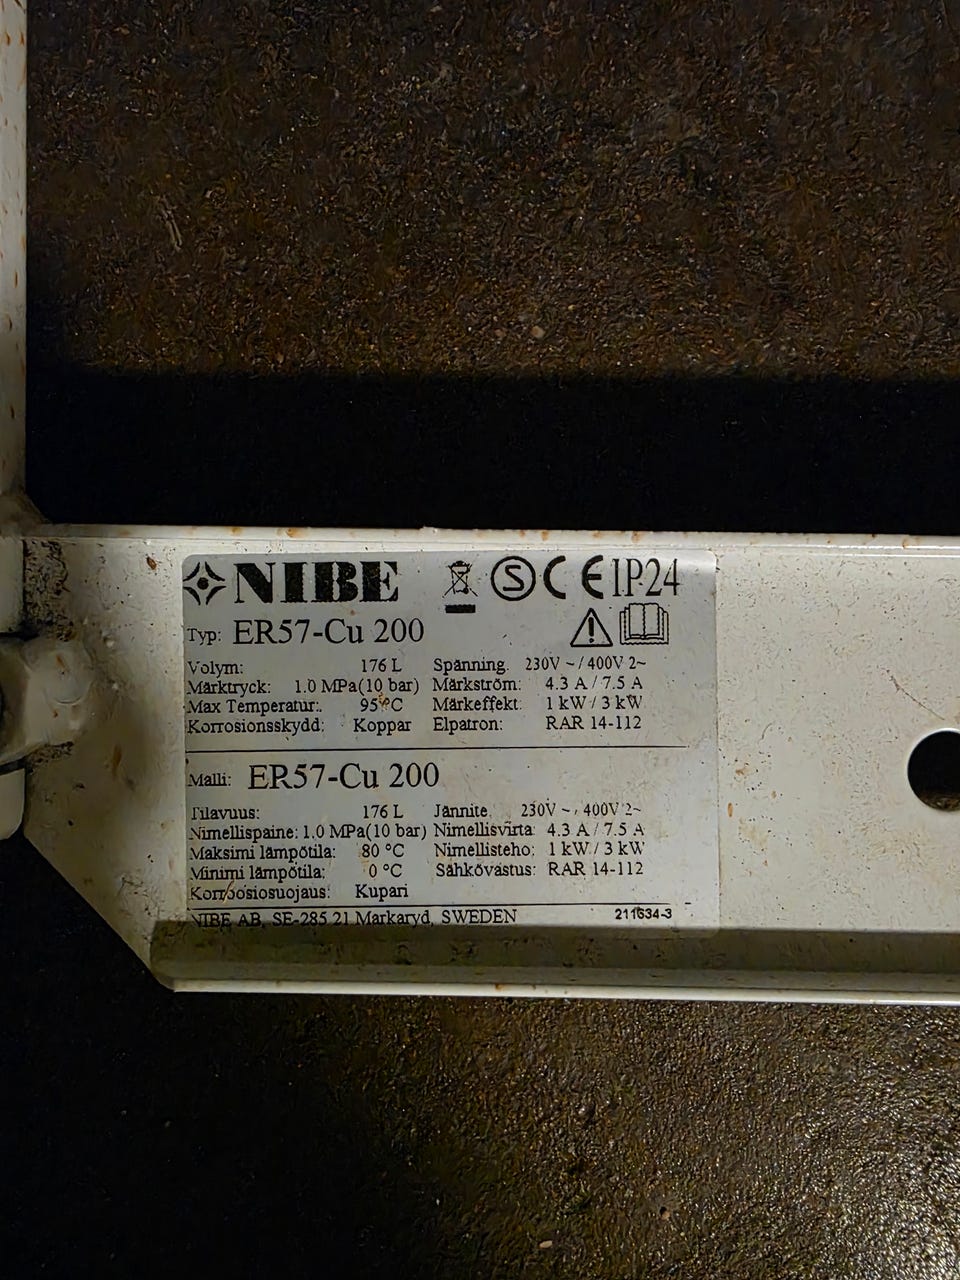 NIBE S CE IP24
Typ: ER57-Cu 200
Volym: 176 L Spänning. 230V ~ / 400V 2~
Märktryck: 1.0 MPa(10 bar) Märkström: 4.3 A / 7.5 A
Max Temperatur: 95 °C Märkeffekt: 1 kW / 3 kW
Korrosionsskydd: Koppar Elpatron: RAR 14-112
Malli: ER57-Cu 200
Tilavuus: 176 L Jännite. 230V ~ / 400V 2~
Nimellispaine: 1.0 MPa(10 bar) Nimellisvirta: 4.3 A / 7.5 A
Maksimi lämpötila: 80 °C Nimellisteho: 1 kW / 3 kW
Minimi lämpötila: 0 °C Sähkövastus: RAR 14-112
Korroosiosuojaus: Kupari
NIBE AB, SE-285 21 Markaryd, SWEDEN 211634-3